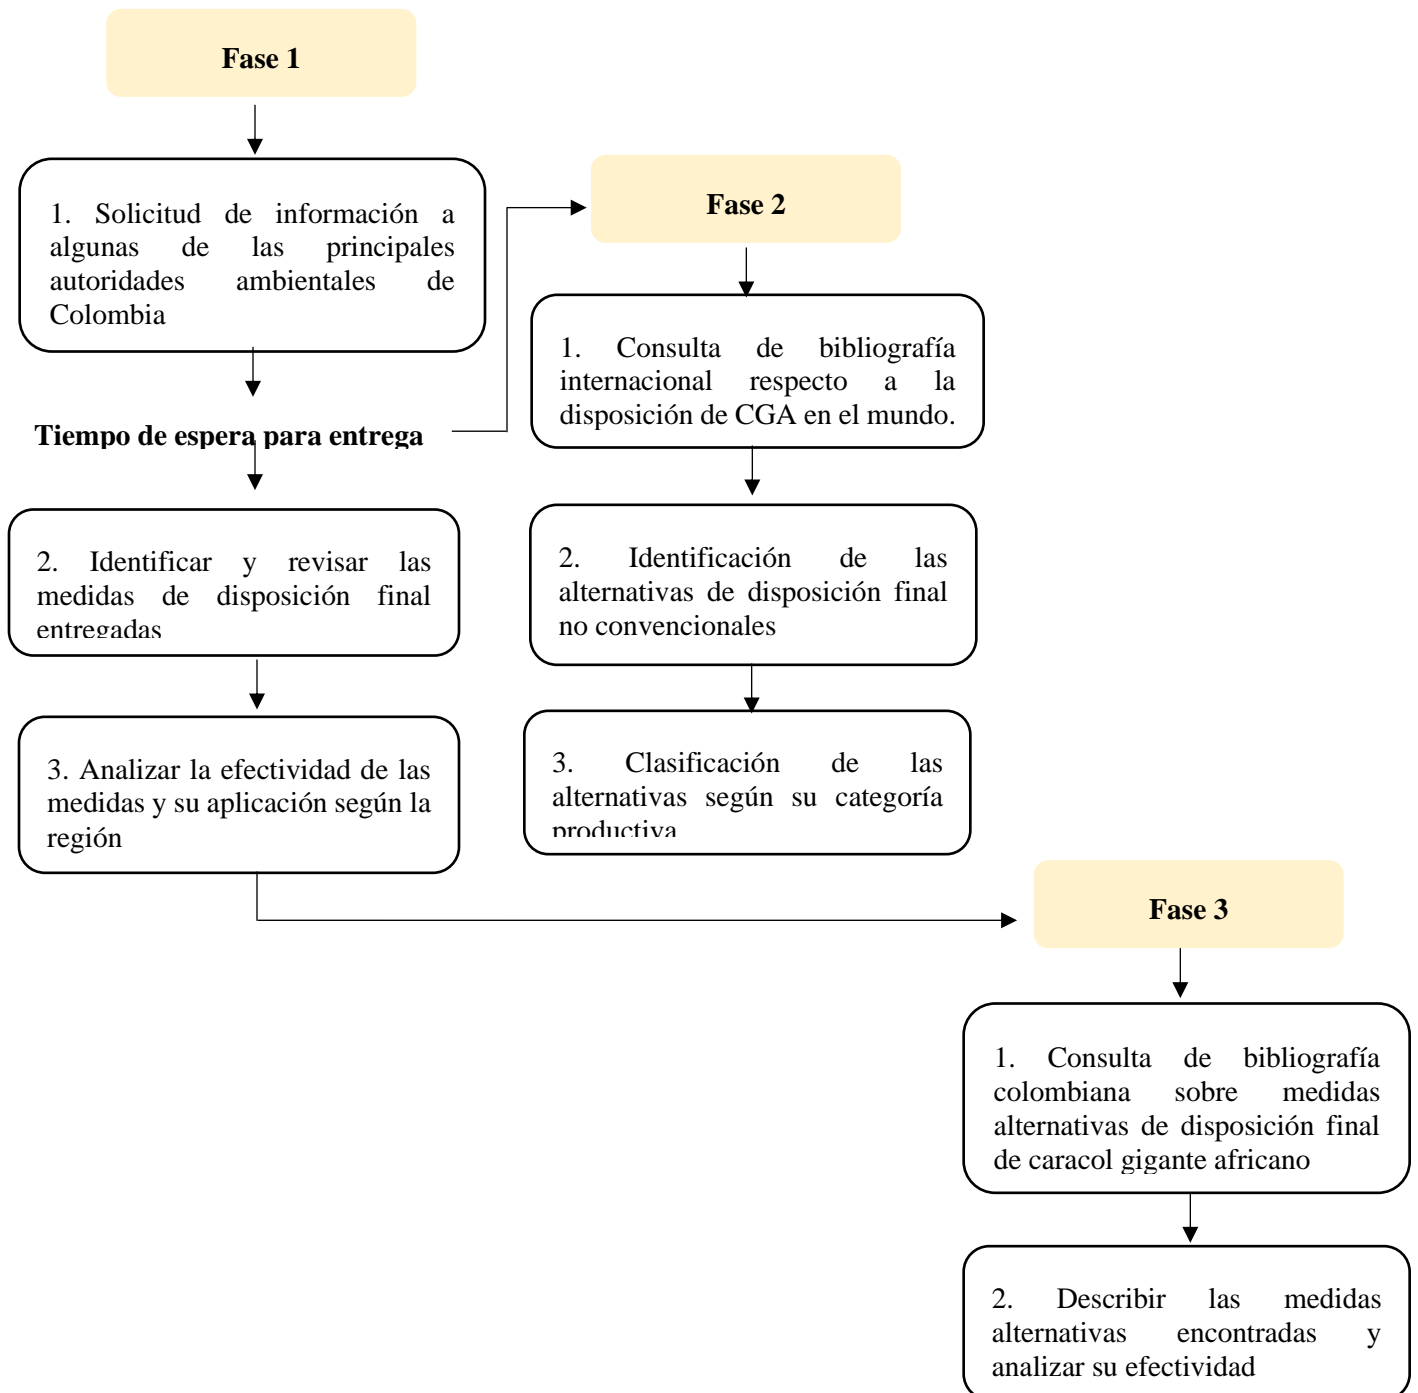 Fase 1
1. Solicitud de información a
algunas de las principales
autoridades ambientales de
Colombia
Tiempo de espera para entrega
2. Identificar y revisar las
medidas de disposición final
entregadas
3. Analizar la efectividad de las
medidas y su aplicación según la
región
Fase 2
1. Consulta de bibliografía
internacional respecto a la
disposición de CGA en el mundo.
2. Identificación de las
alternativas de disposición final
no convencionales
3. Clasificación de las
alternativas según su categoría
productiva
Fase 3
1. Consulta de bibliografía
colombiana sobre medidas
alternativas de disposición final
de caracol gigante africano
2. Describir las medidas
alternativas encontradas y
analizar su efectividad